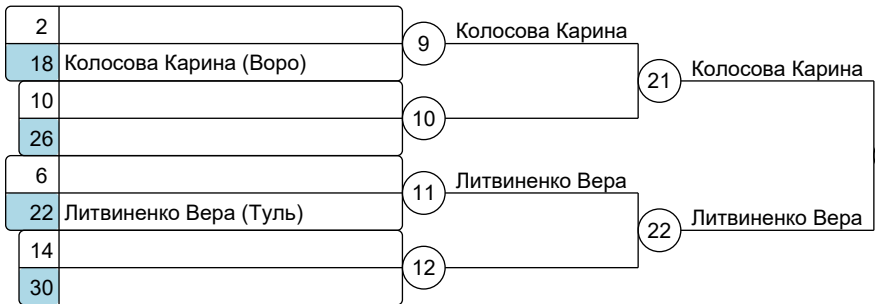 2
9 Колосова Карина
18 Колосова Карина (Воро)
21 Колосова Карина
10
10
26
6
11 Литвиненко Вера
22 Литвиненко Вера (Туль)
22 Литвиненко Вера
14
12
30